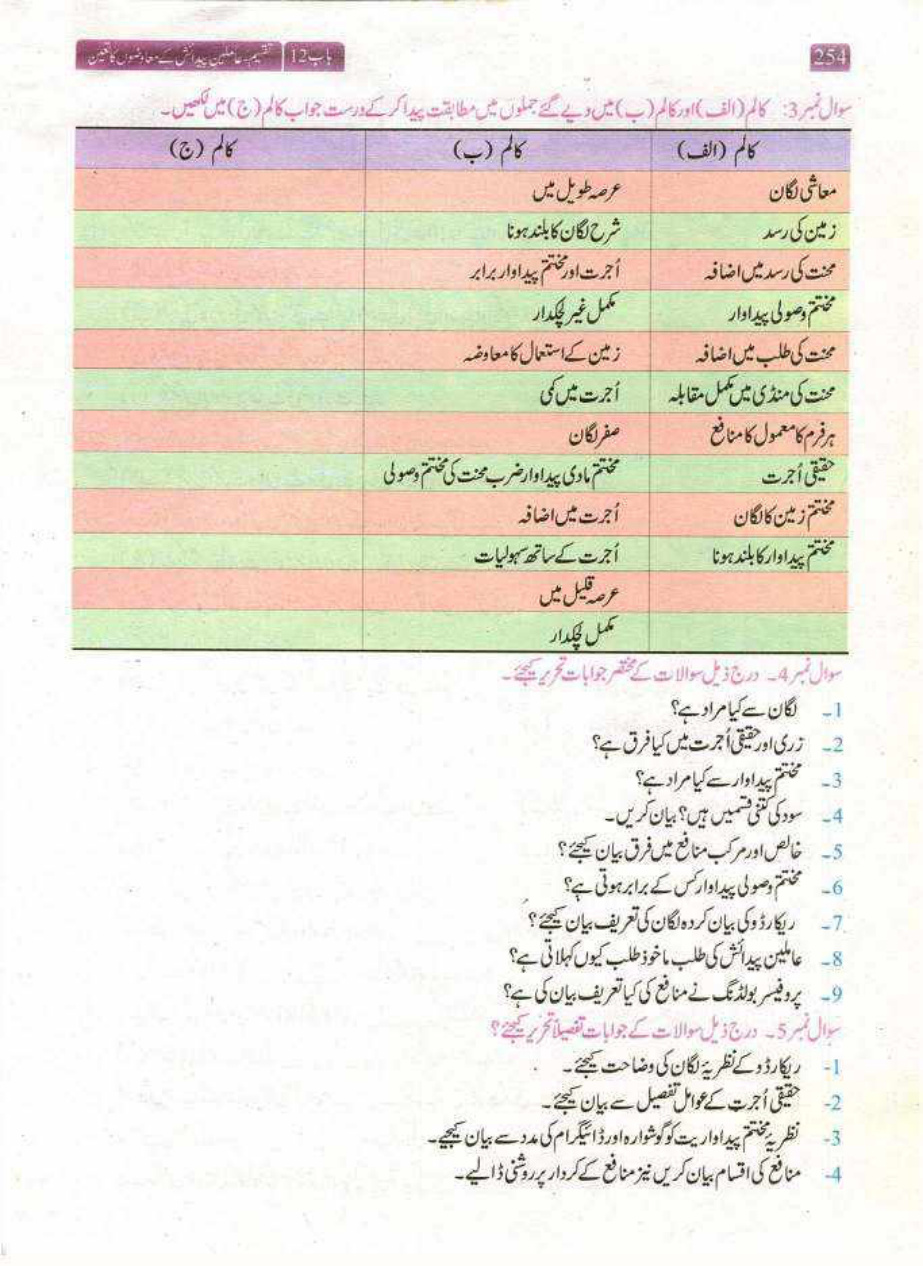 254
باب 12 تقسیم۔ عاملین پیدائش کے معاوضوں کا تعین
سوال نمبر 3: کالم (الف) اور کالم (ب) میں دیے گئے جملوں میں مطابقت پیدا کر کے درست جواب کالم (ج) میں لکھیں۔
کالم (الف) کالم (ب) کالم (ج)
معاشی لگان عرصہ طویل میں
زمین کی رسد شرح لگان کا بلند ہونا
محنت کی رسد میں اضافہ اُجرت اور مختتم پیداوار برابر
مختتم وصولی پیداوار مکمل غیر لچکدار
محنت کی طلب میں اضافہ زمین کے استعمال کا معاوضہ
محنت کی منڈی میں مکمل مقابلہ اُجرت میں کمی
ہر فرم کا معمول کا منافع صفر لگان
حقیقی اُجرت مختتم مادی پیداوار ضرب محنت کی مختتم وصولی
مختتم زمین کا لگان اُجرت میں اضافہ
مختتم پیداوار کا بلند ہونا اُجرت کے ساتھ سہولیات
عرصہ قلیل میں
مکمل لچکدار
سوال نمبر 4۔ درج ذیل سوالات کے مختصر جوابات تحریر کیجئے۔
1۔ لگان سے کیا مراد ہے؟
2۔ زری اور حقیقی اُجرت میں کیا فرق ہے؟
3۔ مختتم پیداوار سے کیا مراد ہے؟
4۔ سود کی کتنی قسمیں ہیں؟ بیان کریں۔
5۔ خالص اور مرکب منافع میں فرق بیان کیجئے؟
6۔ مختتم وصولی پیداوار کس کے برابر ہوتی ہے؟
7۔ ریکارڈو کی بیان کردہ لگان کی تعریف بیان کیجئے؟
8۔ عاملین پیدائش کی طلب ماخوذ طلب کیوں کہلاتی ہے؟
9۔ پروفیسر بولڈنگ نے منافع کی کیا تعریف بیان کی ہے؟
سوال نمبر 5۔ درج ذیل سوالات کے جوابات تفصیلاً تحریر کیجئے؟
1- ریکارڈو کے نظریۂ لگان کی وضاحت کیجئے۔
2- حقیقی اُجرت کے عوامل تفصیل سے بیان کیجئے۔
3- نظریۂ مختتم پیداواریت کو گوشوارہ اور ڈائیگرام کی مدد سے بیان کیجیے۔
4- منافع کی اقسام بیان کریں نیز منافع کے کردار پر روشنی ڈالیے۔